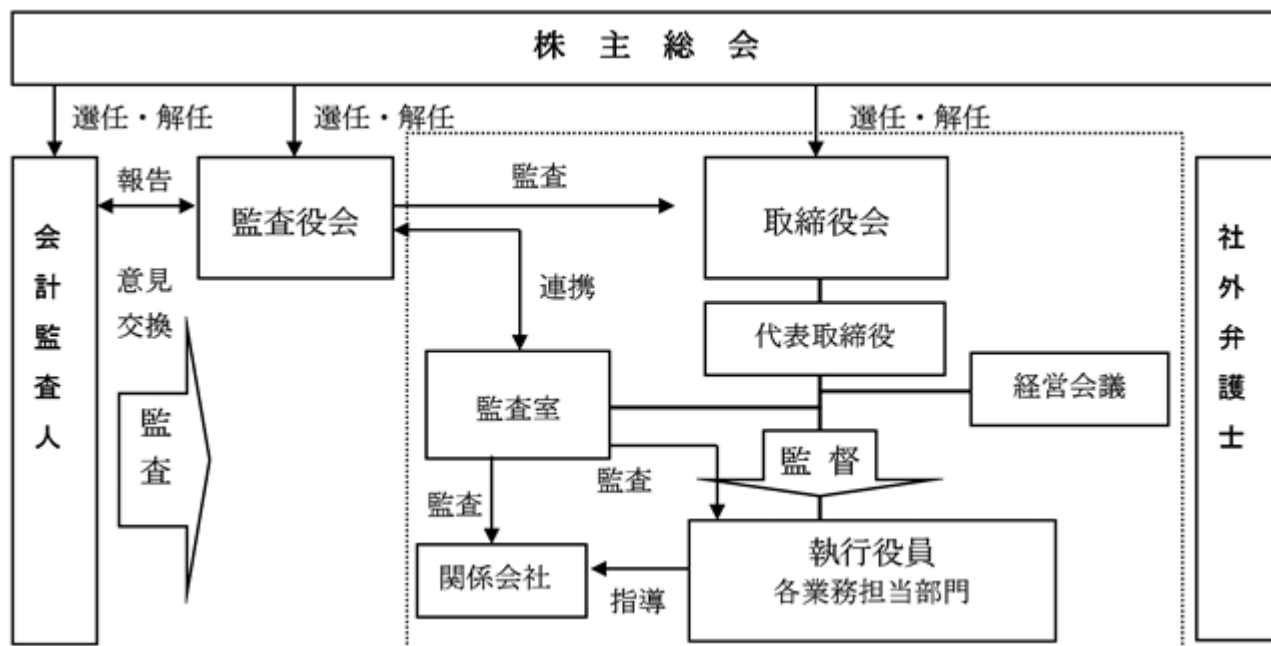 株 主 総 会
選任・解任
選任・解任
選任・解任
会計監査人
報告
意見
交換
監査
監査役会
監査
連携
取締役会
代表取締役
経営会議
監査室
監 督
監査
監査
関係会社
指導
執行役員
各業務担当部門
社外弁護士